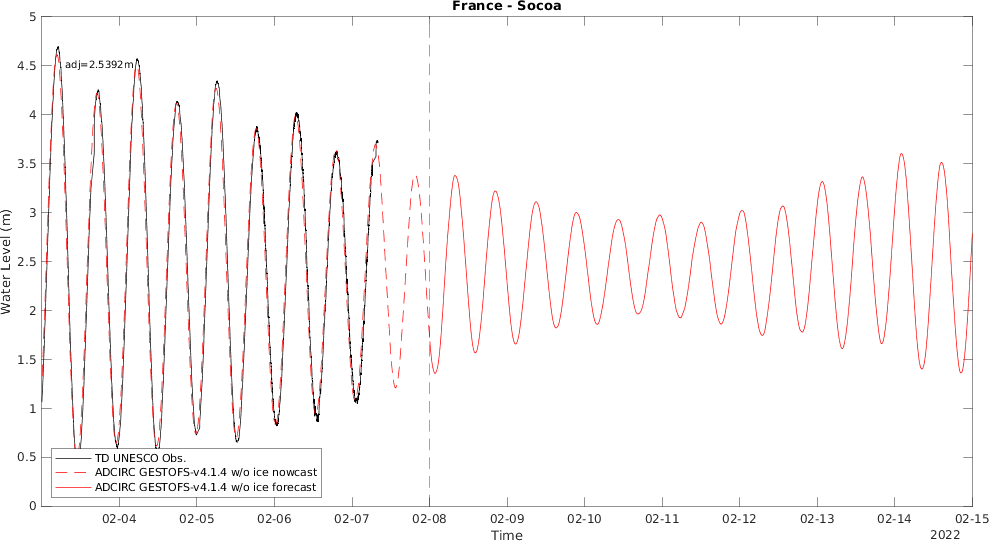 France - Socoa
adj=2.5392m
Water Level (m)
5
4.5
4
3.5
3
2.5
2
1.5
1
0.5
0
TD UNESCO Obs.
ADCIRC GESTOFS-v4.1.4 w/o ice nowcast
ADCIRC GESTOFS-v4.1.4 w/o ice forecast
02-04 02-05 02-06 02-07 02-08 02-09 02-10 02-11 02-12 02-13 02-14 02-15
Time
2022